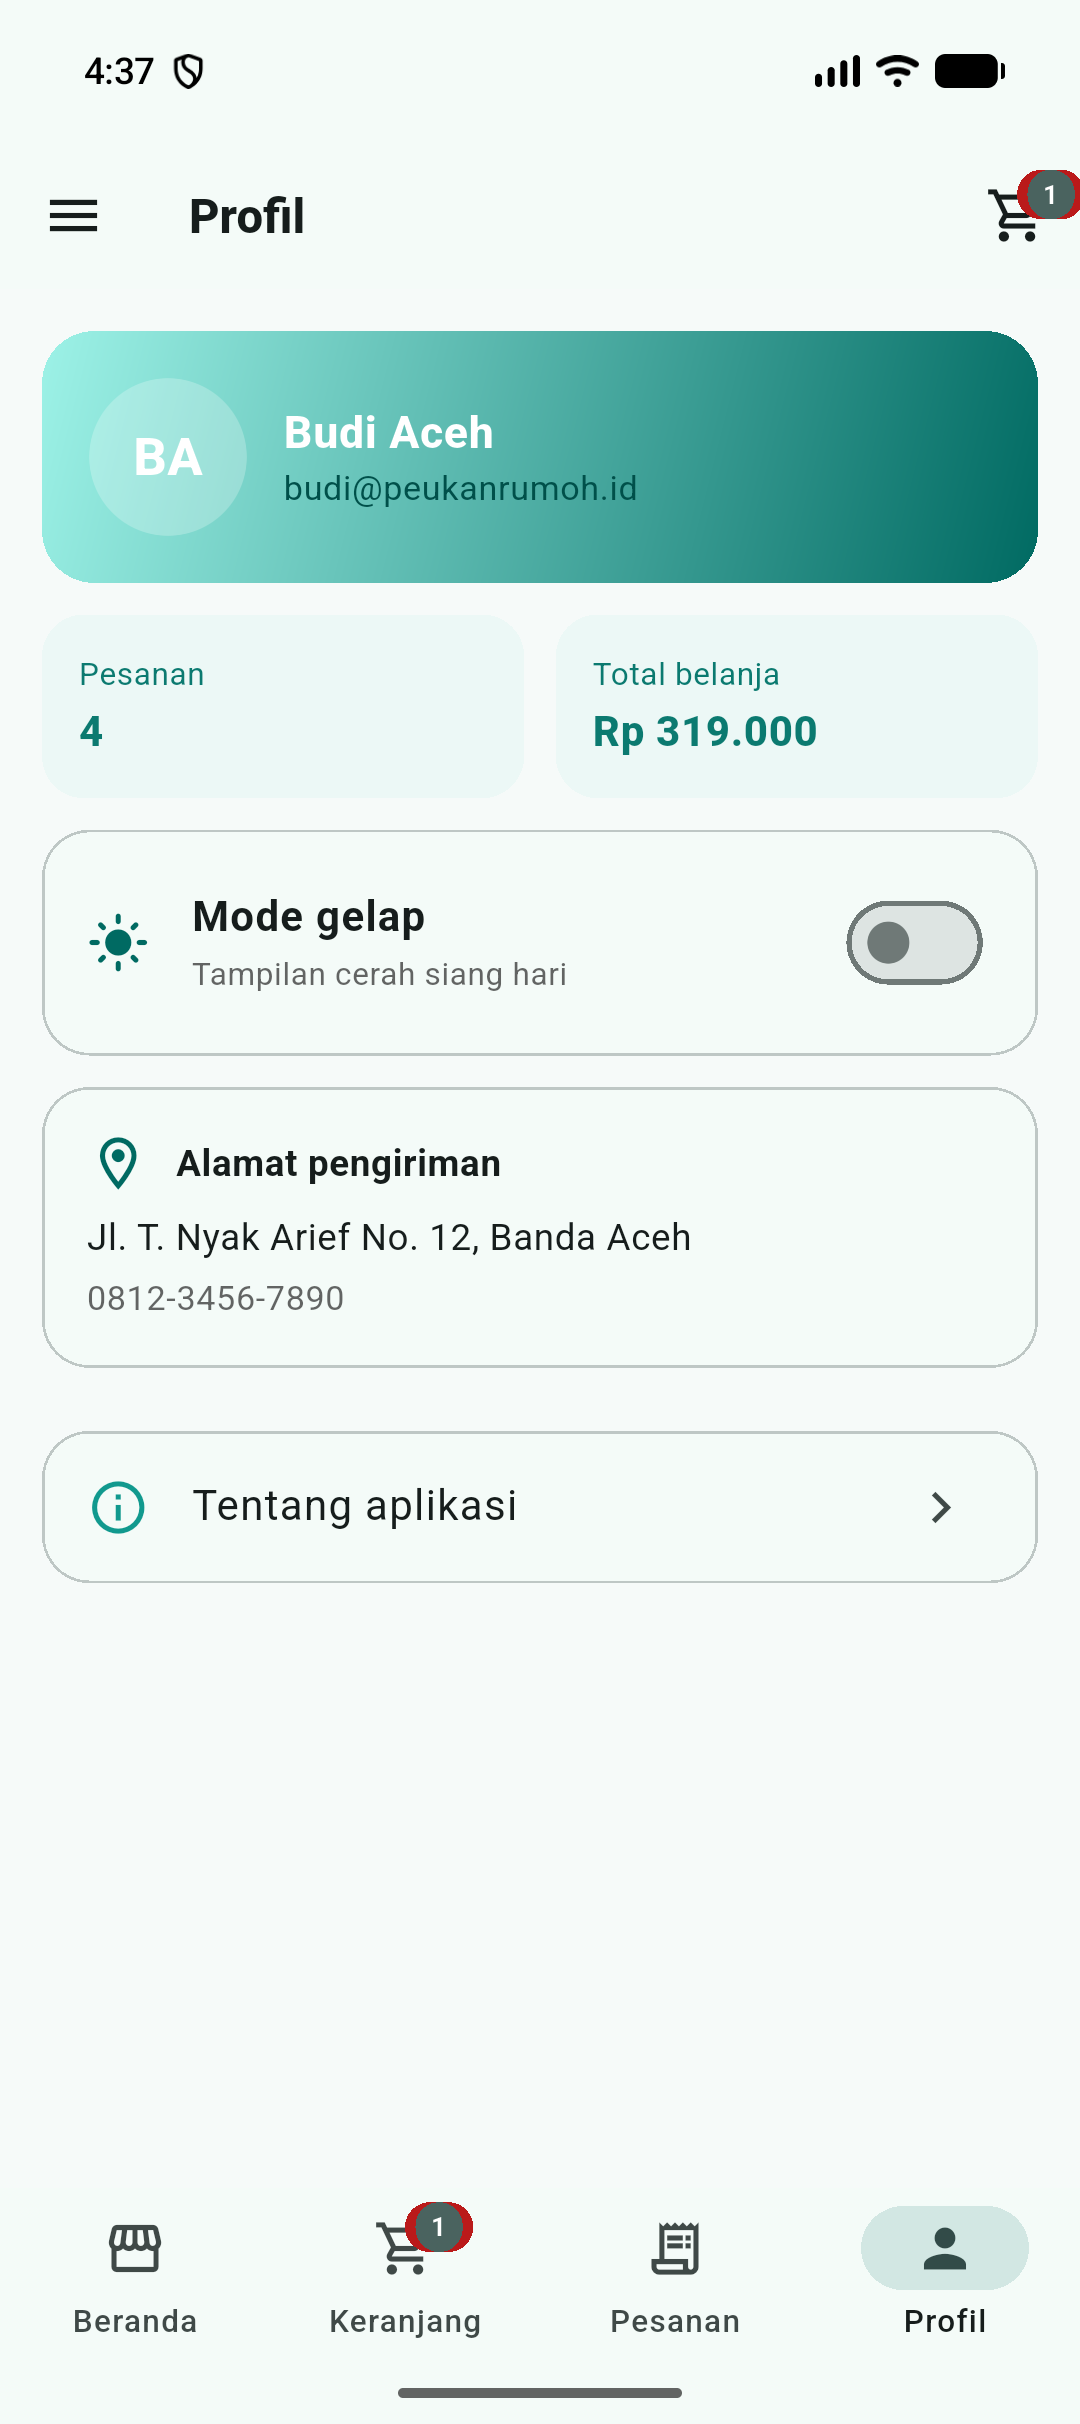 4:37
Profil
1
BA
Budi Aceh
budi@peukanrumoh.id
Pesanan
4
Total belanja
Rp 319.000
Mode gelap
Tampilan cerah siang hari
Alamat pengiriman
Jl. T. Nyak Arief No. 12, Banda Aceh
0812-3456-7890
Tentang aplikasi
1
Beranda
Keranjang
Pesanan
Profil